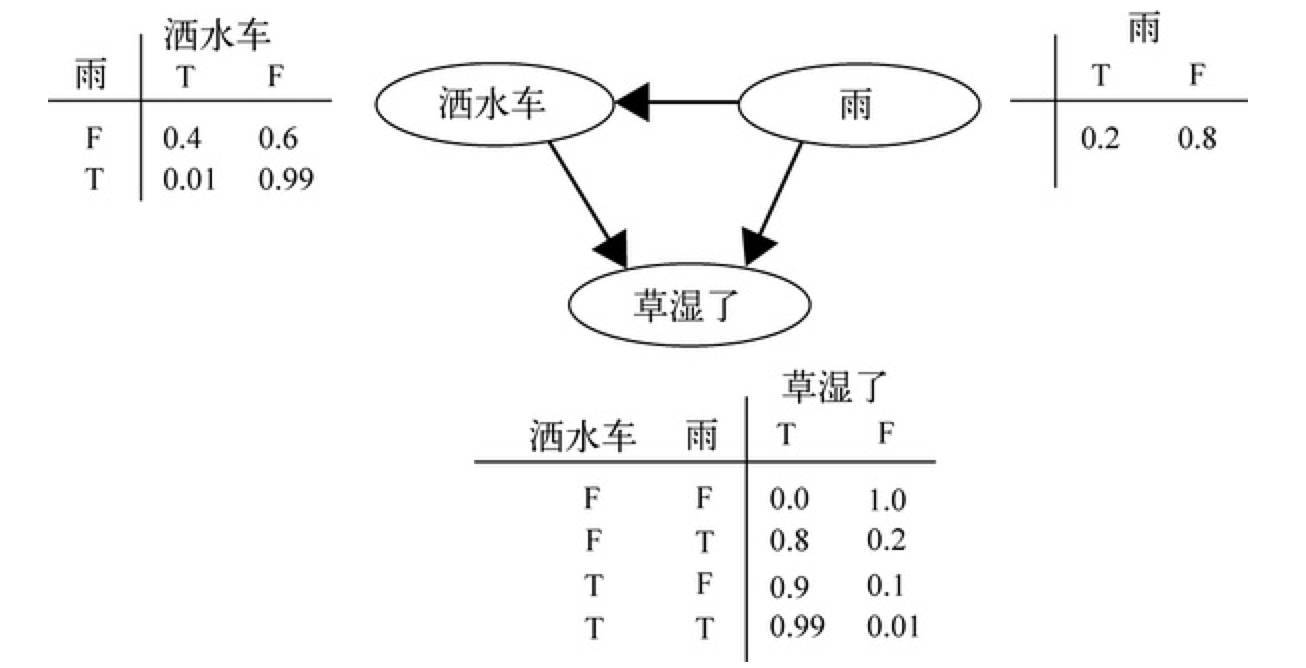 洒水车
雨 T F
F 0.4 0.6
T 0.01 0.99
洒水车
雨
雨
T F
0.2 0.8
草湿了
草湿了
洒水车 雨 T F
F F 0.0 1.0
F T 0.8 0.2
T F 0.9 0.1
T T 0.99 0.01